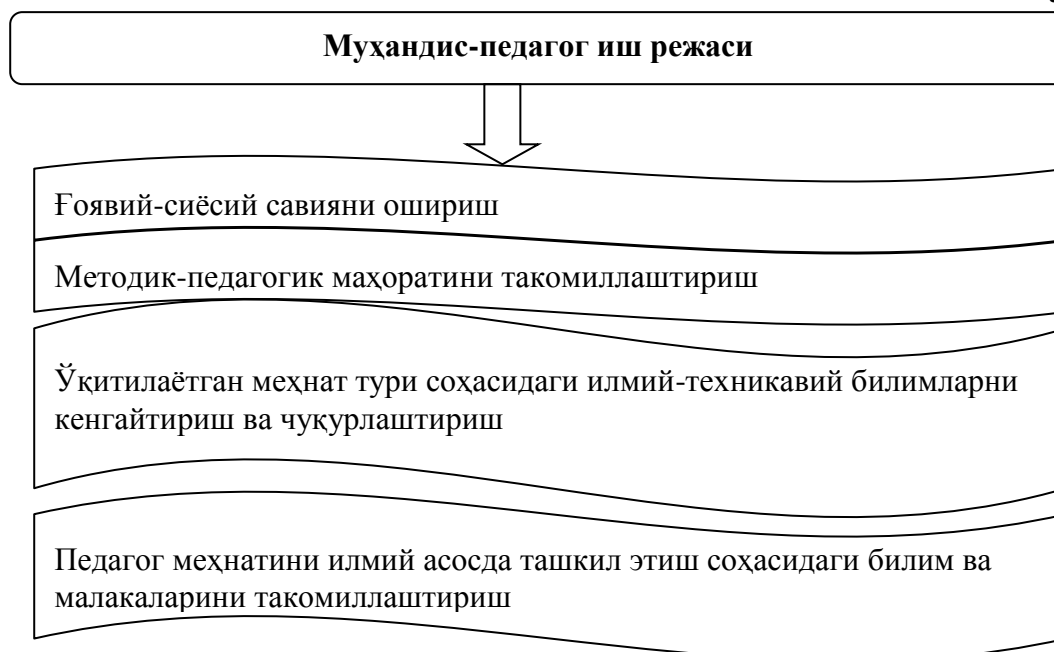 Муҳандис-педагог иш режаси
Ғоявий-сиёсий савияни ошириш
Методик-педагогик маҳоратини такомиллаштириш
Ўқитилаётган меҳнат тури соҳасидаги илмий-техникавий билимларни
кенгайтириш ва чуқурлаштириш
Педагог меҳнатини илмий асосда ташкил этиш соҳасидаги билим ва
малакаларини такомиллаштириш